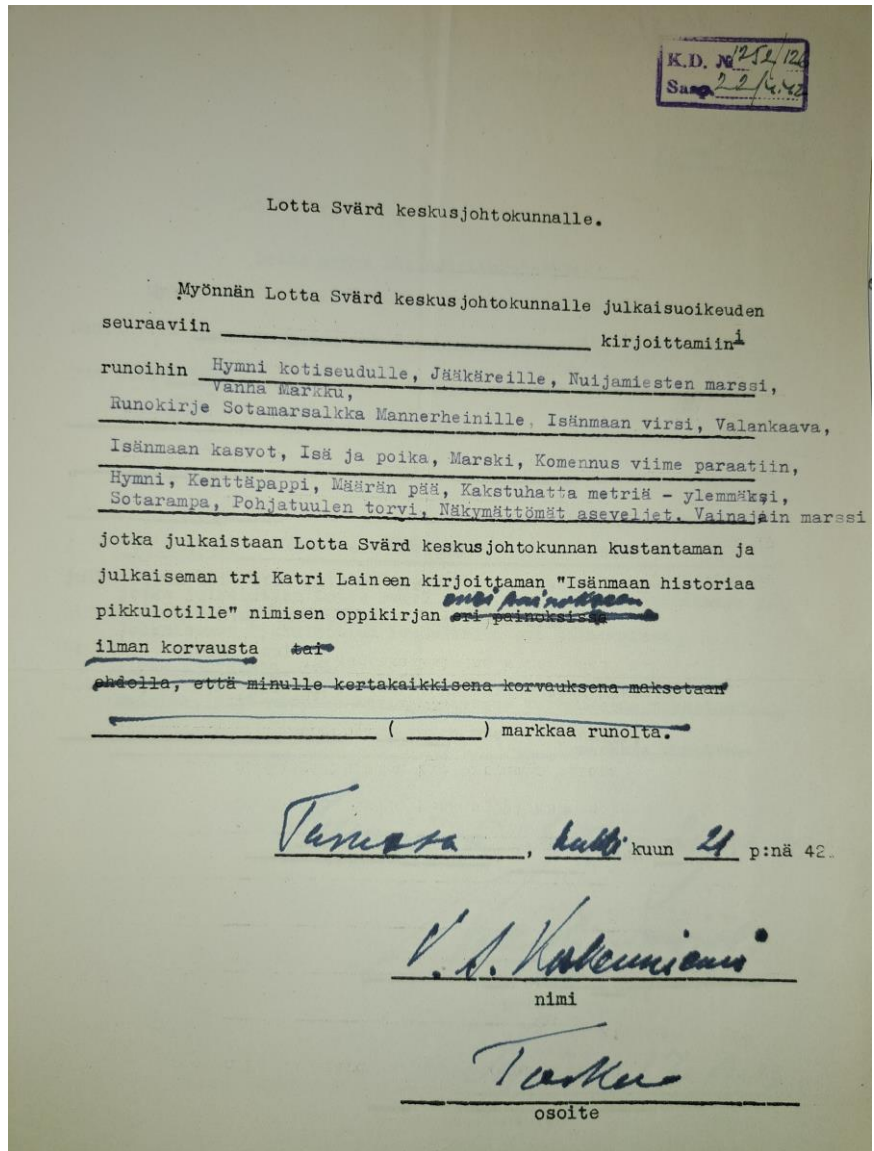 K.D. № 1252/126
Saap. 22/4.42
Lotta Svärd keskusjohtokunnalle.
Myönnän Lotta Svärd keskusjohtokunnalle julkaisuoikeuden
seuraaviin kirjoittamiini
runoihin Hymni kotiseudulle, Jääkäreille, Nuijamiesten marssi,
Vanha Markku,
Runokirje Sotamarsalkka Mannerheinille, Isänmaan virsi, Valankaava,
Isänmaan kasvot, Isä ja poika, Marski, Komennus viime paraatiin,
Hymni, Kenttäpappi, Määrän pää, Kakstuhatta metriä - ylemmäksi,
Sotarampa, Pohjatuulen torvi, Näkymättömät aseveljet, Vainajain marssi
jotka julkaistaan Lotta Svärd keskusjohtokunnan kustantaman ja
julkaiseman tri Katri Laineen kirjoittaman "Isänmaan historiaa
ensi painokseen
pikkulotille" nimisen oppikirjan eri painoksissa
ilman korvausta tai
ehdolla, että minulle kertakaikkisena korvauksena maksetaan
( ) markkaa runolta.
, huhti kuun 21 p:nä 42.
V. A. Koskenniemi
nimi
Turku
osoite